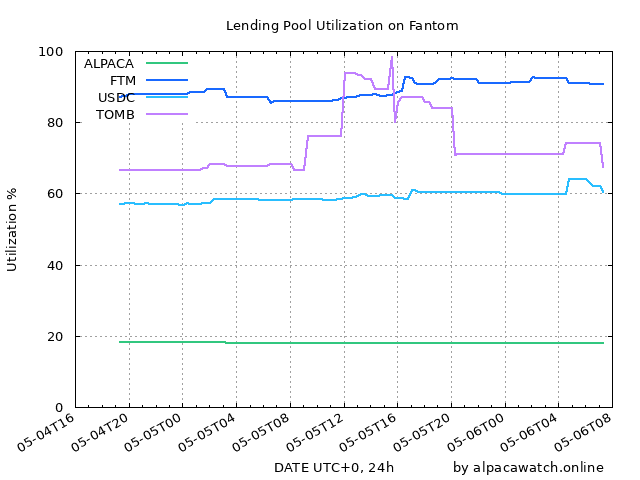 Lending Pool Utilization on Fantom
Utilization %
100
80
60
40
20
0
ALPACA
FTM
USDC
TOMB
05-04T16
05-04T20
05-05T00
05-05T04
05-05T08
05-05T12
05-05T16
05-05T20
05-06T00
05-06T04
05-06T08
DATE UTC+0, 24h
by alpacawatch.online